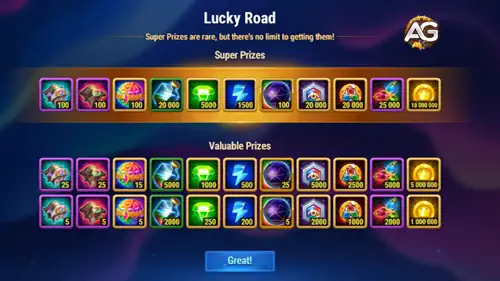 Lucky Road
AG
Super Prizes are rare, but there's no limit to getting them!
Super Prizes
100 100 100 20 000 5000 1500 100 20 000 20 000 25 000 10 000 000
Valuable Prizes
25 25 15 5000 1000 500 25 5000 2500 5000 5 000 000
5 5 5 2000 200 200 5 2000 1000 2000 1 000 000
Great!